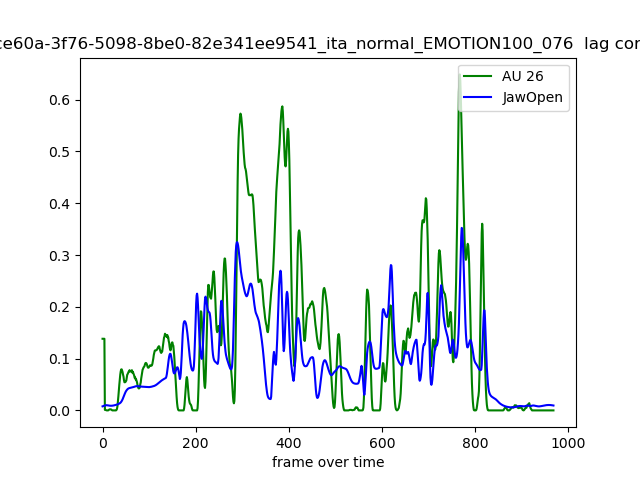 ce60a-3f76-5098-8be0-82e341ee9541_ita_normal_EMOTION100_076 lag cor
AU 26
JawOpen
0.6
0.5
0.4
0.3
0.2
0.1
0.0
0 200 400 600 800 1000
frame over time